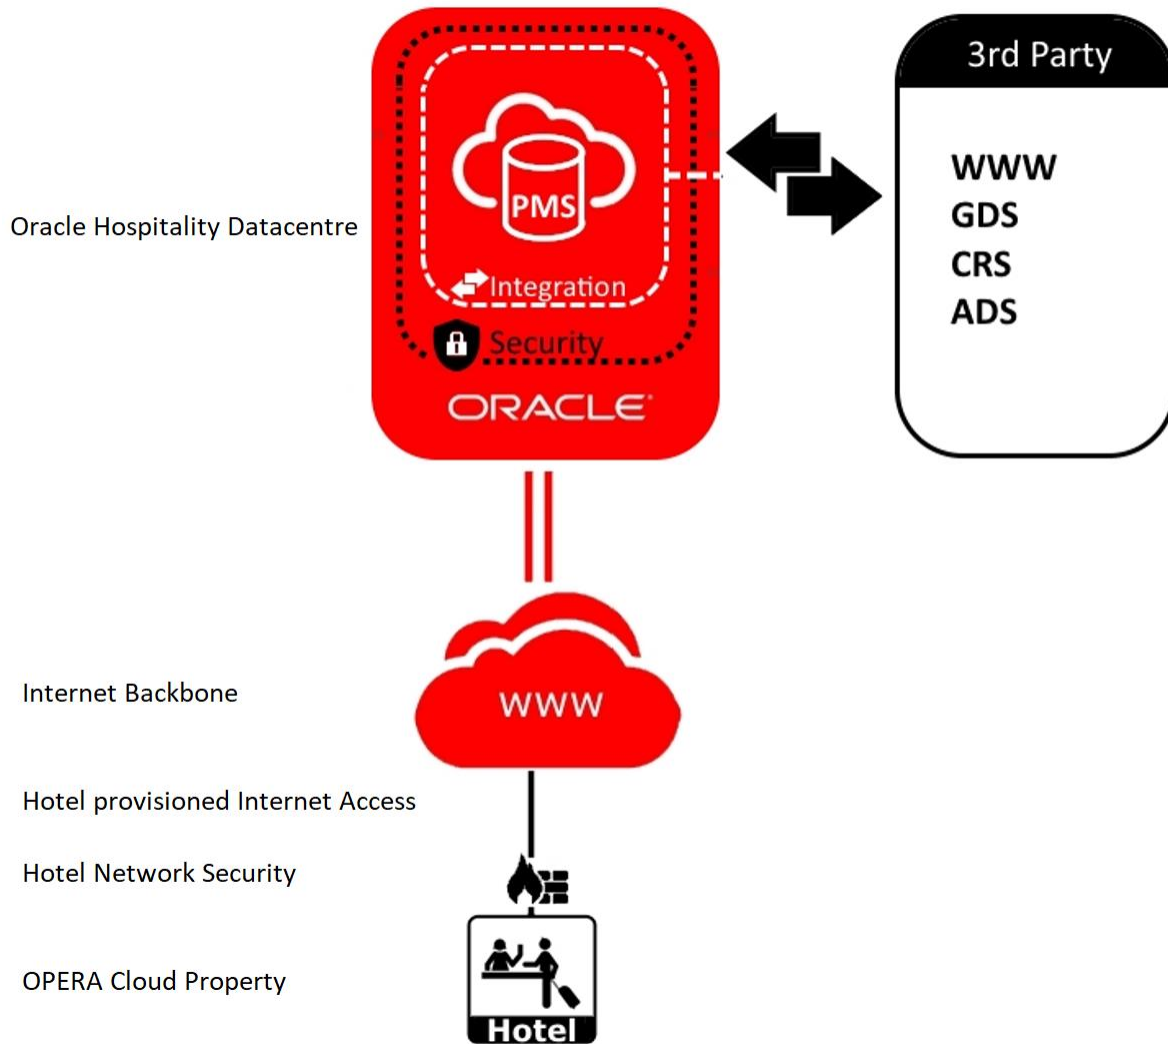 3rd Party
WWW
GDS
CRS
ADS
Oracle Hospitality Datacentre
PMS
Integration
Security
ORACLE
Internet Backbone
WWW
Hotel provisioned Internet Access
Hotel Network Security
OPERA Cloud Property
Hotel